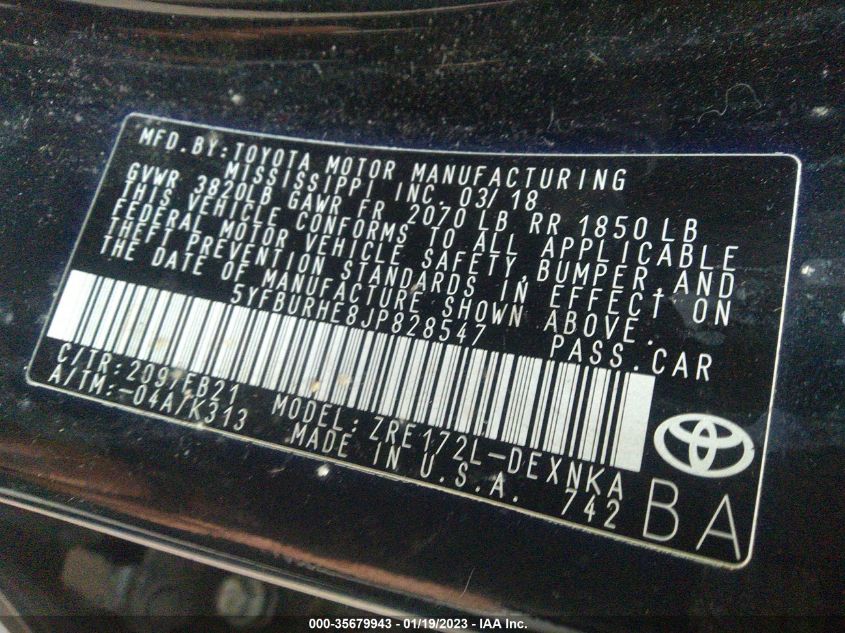 MFD.BY:TOYOTA MOTOR MANUFACTURING
MISSISSIPPI INC. 03/18
GVWR 3820LB GAWR FR 2070 LB RR 1850 LB
THIS VEHICLE CONFORMS TO ALL APPLICABLE
FEDERAL MOTOR VEHICLE SAFETY,BUMPER,AND
THEFT PREVENTION STANDARDS IN EFFECT ON
THE DATE OF MANUFACTURE SHOWN ABOVE.
5YFBURHE8JP828547 PASS.CAR
C/TR:209/FB21 MODEL:ZRE172L-DEXNKA
A/TM:-04A/K313 MADE IN U.S.A. 742
BA
000-35679943 - 01/19/2023 - IAA Inc.